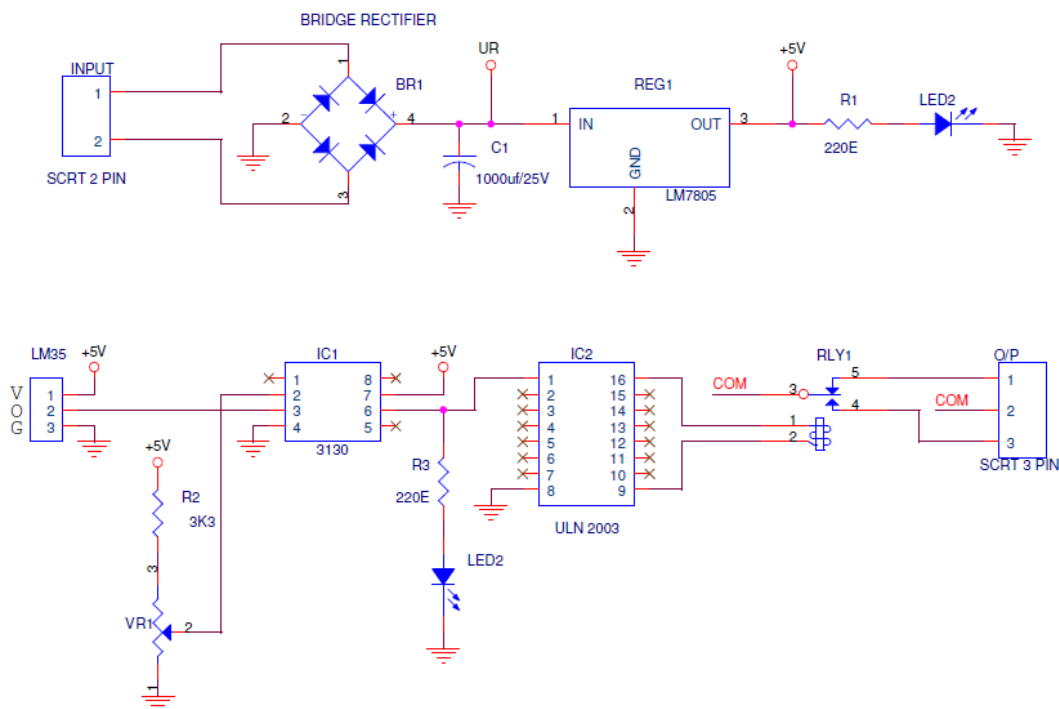 BRIDGE RECTIFIER
INPUT
1
2
SCRT 2 PIN
1
2
-
+
4
3
BR1
UR
C1
1000uf/25V
REG1
1
IN
OUT
3
GND
2
LM7805
+5V
R1
220E
LED2
LM35
+5V
V 1
O 2
G 3
+5V
R2
3K3
3
VR1
2
1
IC1
1 8
2 7
3 6
4 5
3130
+5V
R3
220E
LED2
IC2
1 16
2 15
3 14
4 13
5 12
6 11
7 10
8 9
ULN 2003
RLY1
COM
3
5
4
1
2
O/P
1
COM
2
3
SCRT 3 PIN